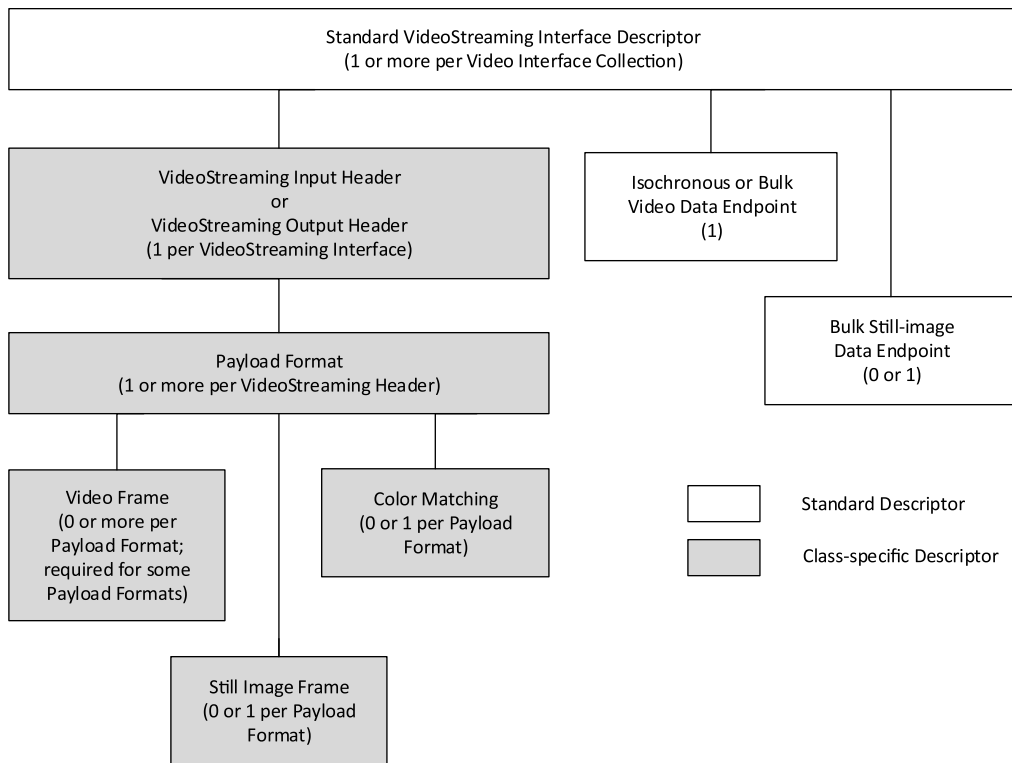 Standard VideoStreaming Interface Descriptor
(1 or more per Video Interface Collection)
VideoStreaming Input Header
or
VideoStreaming Output Header
(1 per VideoStreaming Interface)
Isochronous or Bulk
Video Data Endpoint
(1)
Bulk Still-image
Data Endpoint
(0 or 1)
Payload Format
(1 or more per VideoStreaming Header)
Video Frame
(0 or more per
Payload Format;
required for some
Payload Formats)
Color Matching
(0 or 1 per Payload
Format)
Still Image Frame
(0 or 1 per Payload
Format)
Standard Descriptor
Class-specific Descriptor